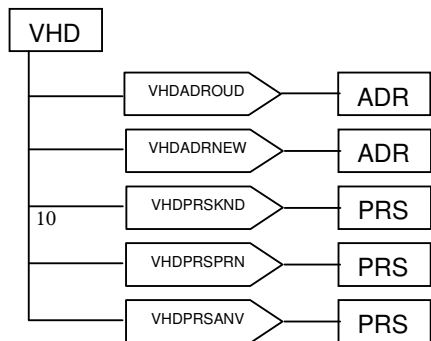 VHD
VHDADROUD ADR
VHDADRNEW ADR
VHDPRSKND PRS
10
VHDPRSPRN PRS
VHDPRSANV PRS